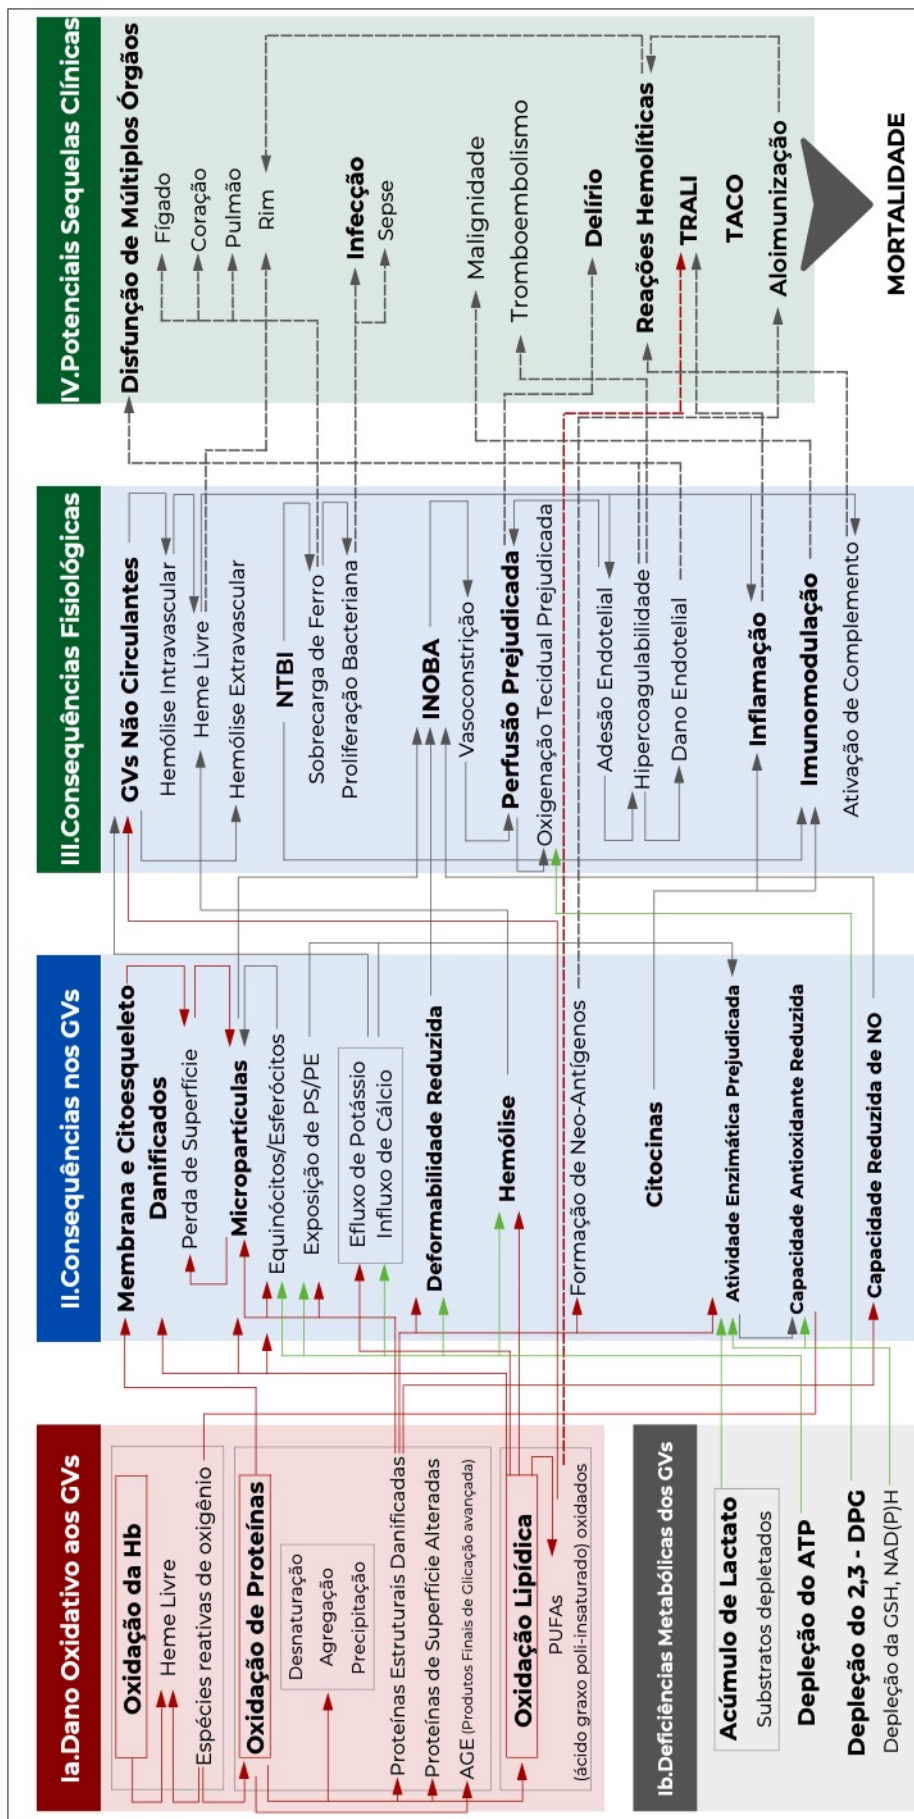 Ia.Dano Oxidativo aos GVs
Oxidação da Hb
Heme Livre
Espécies reativas de oxigênio
Oxidação de Proteínas
Desnaturação
Agregação
Precipitação
Proteínas Estruturais Danificadas
Proteínas de Superfície Alteradas
AGE (Produtos Finais de Glicação avançada)
Oxidação Lipídica
PUFAs
(ácido graxo poli-insaturado) oxidados
Ib.Deficiências Metabólicas dos GVs
Acúmulo de Lactato
Substratos depletados
Depleção do ATP
Depleção do 2,3 - DPG
Depleção da GSH, NAD(P)H
II.Consequências nos GVs
Membrana e Citoesqueleto
Danificados
Perda de Superfície
Micropartículas
Equinócitos/Esferócitos
Exposição de PS/PE
Efluxo de Potássio
Influxo de Cálcio
Deformabilidade Reduzida
Hemólise
Formação de Neo-Antígenos
Citocinas
Atividade Enzimática Prejudicada
Capacidade Antioxidante Reduzida
Capacidade Reduzida de NO
III.Consequências Fisiológicas
GVs Não Circulantes
Hemólise Intravascular
Heme Livre
Hemólise Extravascular
NTBI
Sobrecarga de Ferro
Proliferação Bacteriana
INOBA
Vasoconstrição
Perfusão Prejudicada
Oxigenação Tecidual Prejudicada
Adesão Endotelial
Hipercoagulabilidade
Dano Endotelial
Inflamação
Imunomodulação
Ativação de Complemento
IV.Potenciais Sequelas Clínicas
Disfunção de Múltiplos Órgãos
Fígado
Coração
Pulmão
Rim
Infecção
Sepse
Malignidade
Tromboembolismo
Delírio
Reações Hemolíticas
TRALI
TACO
Aloimunização
MORTALIDADE